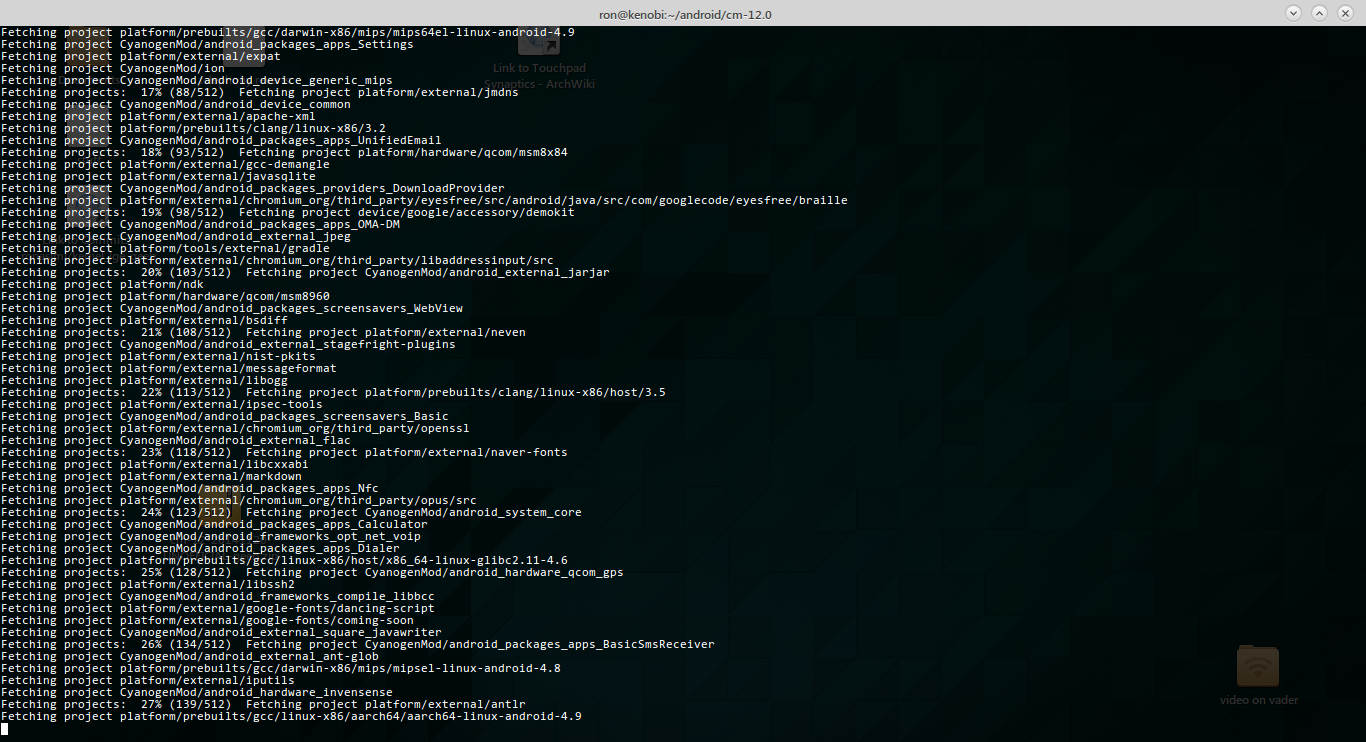 ron@kenobi:~/android/cm-12.0
Fetching project platform/prebuilts/gcc/darwin-x86/mips/mips64el-linux-android-4.9
Fetching project CyanogenMod/android_packages_apps_Settings
Fetching project platform/external/expat
Fetching project CyanogenMod/ion
Fetching project CyanogenMod/android_device_generic_mips
Fetching projects:  17% (88/512)  Fetching project platform/external/jmdns
Fetching project CyanogenMod/android_device_common
Fetching project platform/external/apache-xml
Fetching project platform/prebuilts/clang/linux-x86/3.2
Fetching project CyanogenMod/android_packages_apps_UnifiedEmail
Fetching projects:  18% (93/512)  Fetching project platform/hardware/qcom/msm8x84
Fetching project platform/external/gcc-demangle
Fetching project platform/external/javasqlite
Fetching project CyanogenMod/android_packages_providers_DownloadProvider
Fetching project platform/external/chromium_org/third_party/eyesfree/src/android/java/src/com/googlecode/eyesfree/braille
Fetching projects:  19% (98/512)  Fetching project device/google/accessory/demokit
Fetching project CyanogenMod/android_packages_apps_OMA-DM
Fetching project CyanogenMod/android_external_jpeg
Fetching project platform/tools/external/gradle
Fetching project platform/external/chromium_org/third_party/libaddressinput/src
Fetching projects:  20% (103/512)  Fetching project CyanogenMod/android_external_jarjar
Fetching project platform/ndk
Fetching project platform/hardware/qcom/msm8960
Fetching project CyanogenMod/android_packages_screensavers_WebView
Fetching project platform/external/bsdiff
Fetching projects:  21% (108/512)  Fetching project platform/external/neven
Fetching project CyanogenMod/android_external_stagefright-plugins
Fetching project platform/external/nist-pkits
Fetching project platform/external/messageformat
Fetching project platform/external/libogg
Fetching projects:  22% (113/512)  Fetching project platform/prebuilts/clang/linux-x86/host/3.5
Fetching project platform/external/ipsec-tools
Fetching project CyanogenMod/android_packages_screensavers_Basic
Fetching project platform/external/chromium_org/third_party/openssl
Fetching project CyanogenMod/android_external_flac
Fetching projects:  23% (118/512)  Fetching project platform/external/naver-fonts
Fetching project platform/external/libcxxabi
Fetching project platform/external/markdown
Fetching project CyanogenMod/android_packages_apps_Nfc
Fetching project platform/external/chromium_org/third_party/opus/src
Fetching projects:  24% (123/512)  Fetching project CyanogenMod/android_system_core
Fetching project CyanogenMod/android_packages_apps_Calculator
Fetching project CyanogenMod/android_frameworks_opt_net_voip
Fetching project CyanogenMod/android_packages_apps_Dialer
Fetching project platform/prebuilts/gcc/linux-x86/host/x86_64-linux-glibc2.11-4.6
Fetching projects:  25% (128/512)  Fetching project CyanogenMod/android_hardware_qcom_gps
Fetching project platform/external/libssh2
Fetching project CyanogenMod/android_frameworks_compile_libbcc
Fetching project platform/external/google-fonts/dancing-script
Fetching project platform/external/google-fonts/coming-soon
Fetching project CyanogenMod/android_external_square_javawriter
Fetching projects:  26% (134/512)  Fetching project CyanogenMod/android_packages_apps_BasicSmsReceiver
Fetching project CyanogenMod/android_external_ant-glob
Fetching project platform/prebuilts/gcc/darwin-x86/mips/mipsel-linux-android-4.8
Fetching project platform/external/iputils
Fetching project CyanogenMod/android_hardware_invensense
Fetching projects:  27% (139/512)  Fetching project platform/external/antlr
Fetching project platform/prebuilts/gcc/linux-x86/aarch64/aarch64-linux-android-4.9
Link to Touchpad
Synaptics - ArchWiki
video on vader